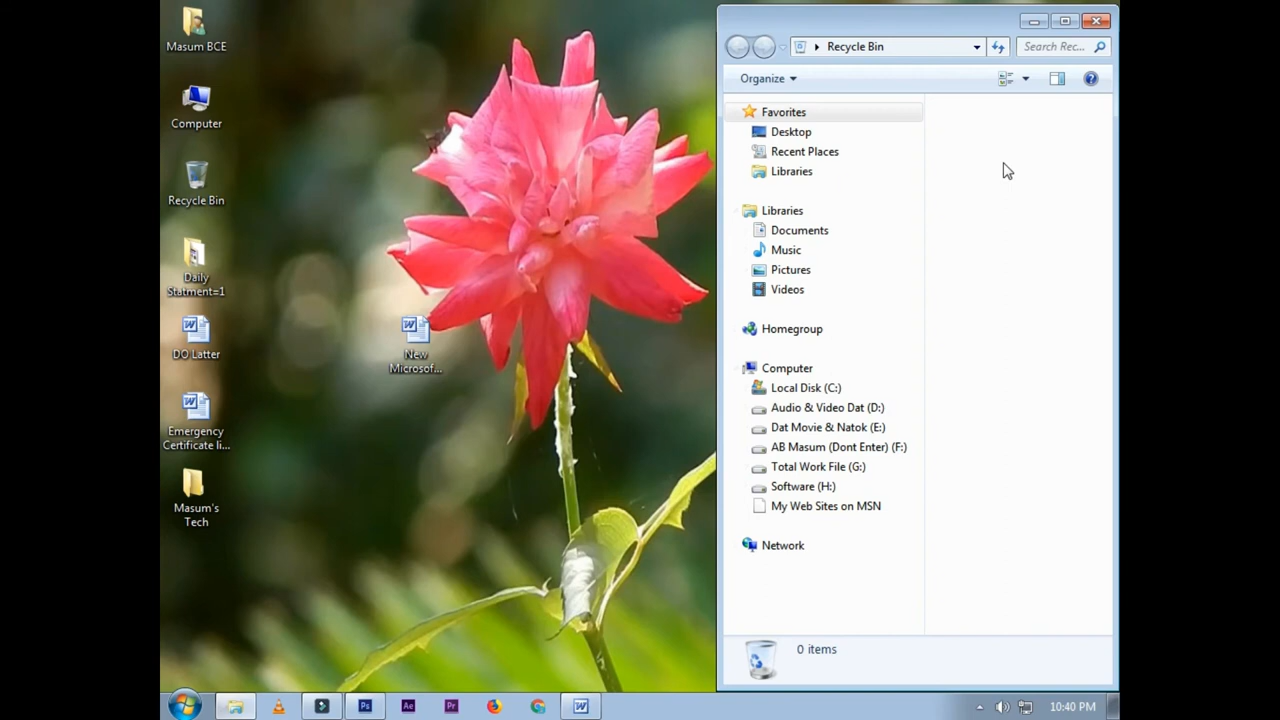 Masum BCE
Computer
Recycle Bin
Daily
Statment=1
DO Latter
Emergency
Certificate li...
Masum's
Tech
New
Microsof...
Recycle Bin
Search Rec...
Organize
Favorites
Desktop
Recent Places
Libraries
Libraries
Documents
Music
Pictures
Videos
Homegroup
Computer
Local Disk (C:)
Audio & Video Dat (D:)
Dat Movie & Natok (E:)
AB Masum (Dont Enter) (F:)
Total Work File (G:)
Software (H:)
My Web Sites on MSN
Network
0 items
Ps
Ae
Pr
W
10:40 PM